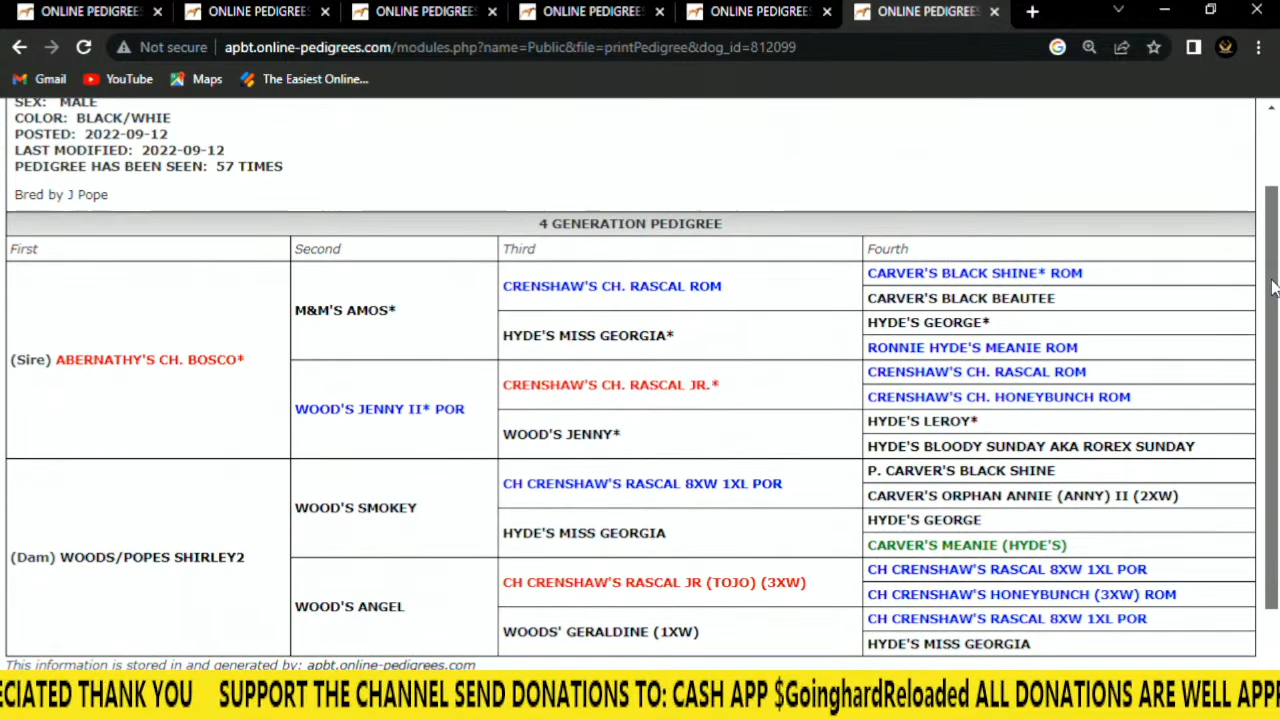 ONLINE PEDIGREES ONLINE PEDIGREES ONLINE PEDIGREES ONLINE PEDIGREES ONLINE PEDIGREES ONLINE PEDIGREES
Not secure apbt.online-pedigrees.com/modules.php?name=Public&file=printPedigree&dog_id=812099
Gmail YouTube Maps The Easiest Online...
SEX: MALE
COLOR: BLACK/WHIE
POSTED: 2022-09-12
LAST MODIFIED: 2022-09-12
PEDIGREE HAS BEEN SEEN: 57 TIMES
Bred by J Pope
4 GENERATION PEDIGREE
First Second Third Fourth
(Sire) ABERNATHY'S CH. BOSCO*
M&M'S AMOS*
CRENSHAW'S CH. RASCAL ROM
CARVER'S BLACK SHINE* ROM
CARVER'S BLACK BEAUTEE
HYDE'S MISS GEORGIA*
HYDE'S GEORGE*
RONNIE HYDE'S MEANIE ROM
WOOD'S JENNY II* POR
CRENSHAW'S CH. RASCAL JR.*
CRENSHAW'S CH. RASCAL ROM
CRENSHAW'S CH. HONEYBUNCH ROM
WOOD'S JENNY*
HYDE'S LEROY*
HYDE'S BLOODY SUNDAY AKA ROREX SUNDAY
(Dam) WOODS/POPES SHIRLEY2
WOOD'S SMOKEY
CH CRENSHAW'S RASCAL 8XW 1XL POR
P. CARVER'S BLACK SHINE
CARVER'S ORPHAN ANNIE (ANNY) II (2XW)
HYDE'S MISS GEORGIA
HYDE'S GEORGE
CARVER'S MEANIE (HYDE'S)
WOOD'S ANGEL
CH CRENSHAW'S RASCAL JR (TOJO) (3XW)
CH CRENSHAW'S RASCAL 8XW 1XL POR
CH CRENSHAW'S HONEYBUNCH (3XW) ROM
WOODS' GERALDINE (1XW)
CH CRENSHAW'S RASCAL 8XW 1XL POR
HYDE'S MISS GEORGIA
This information is stored in and generated by: apbt.online-pedigrees.com
ECIATED THANK YOU SUPPORT THE CHANNEL SEND DONATIONS TO: CASH APP $GoinghardReloaded ALL DONATIONS ARE WELL APPR